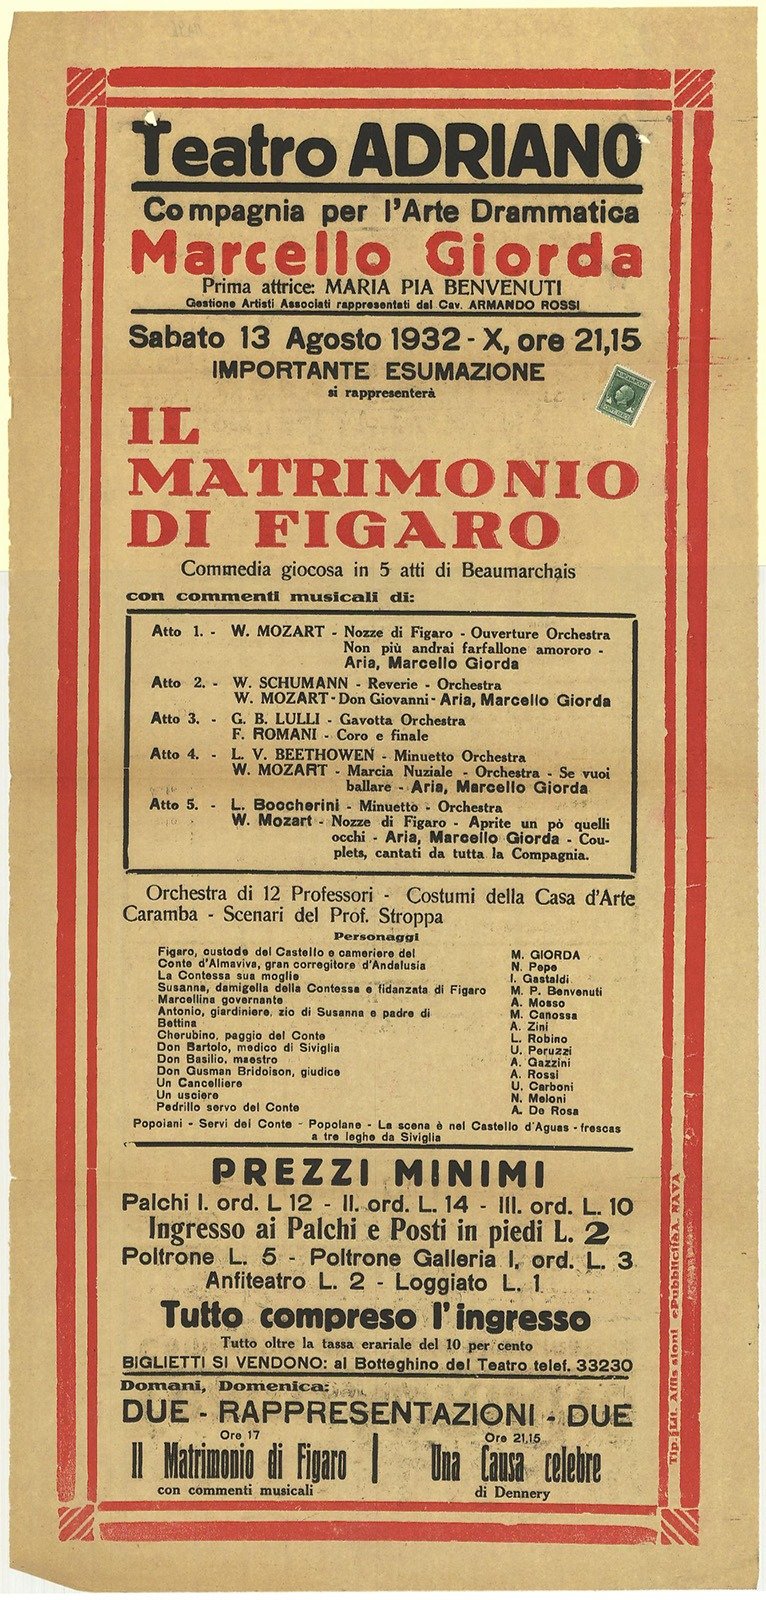 Teatro ADRIANO
Compagnia per l'Arte Drammatica
Marcello Giorda
Prima attrice: MARIA PIA BENVENUTI
Gestione Artisti Associati rappresentati dal Cav. ARMANDO ROSSI
Sabato 13 Agosto 1932 - X, ore 21,15
IMPORTANTE ESUMAZIONE
si rappresenterà
IL
MATRIMONIO
DI FIGARO
Commedia giocosa in 5 atti di Beaumarchais
con commenti musicali di:
Atto 1. - W. MOZART - Nozze di Figaro - Ouverture Orchestra
Non più andrai farfallone amororo -
Aria, Marcello Giorda
Atto 2. - W. SCHUMANN - Reverie - Orchestra
W. MOZART - Don Giovanni - Aria, Marcello Giorda
Atto 3. - G. B. LULLI - Gavotta Orchestra
F. ROMANI - Coro e finale
Atto 4. - L. V. BEETHOWEN - Minuetto Orchestra
W. MOZART - Marcia Nuziale - Orchestra - Se vuoi
ballare - Aria, Marcello Giorda
Atto 5. - L. Boccherini - Minuetto - Orchestra
W. Mozart - Nozze di Figaro - Aprite un pò quelli
occhi - Aria, Marcello Giorda - Cou-
plets, cantati da tutta la Compagnia.
Orchestra di 12 Professori - Costumi della Casa d'Arte
Caramba - Scenari del Prof. Stroppa
Personaggi
Figaro, custode del Castello e cameriere del M. GIORDA
Conte d'Almaviva, gran corregitore d'Andalusía N. Pepe
La Contessa sua moglie I. Gastaldi
Susanna, damigella della Contessa e fidanzata di Figaro M. P. Benvenuti
Marcellina governante A. Mosso
Antonio, giardiniere, zio di Susanna e padre di M. Canossa
Bettina A. Zini
Cherubino, paggio del Conte L. Robino
Don Bartolo, medico di Siviglia U. Peruzzi
Don Basilio, maestro A. Gazzini
Don Gusman Bridoison, giudice A. Rossi
Un Cancelliere U. Carboni
Un usciere N. Meloni
Pedrillo servo del Conte A. De Rosa
Popolani - Servi del Conte - Popolane - La scena è nel Castello d'Aguas - frescas
a tre leghe da Siviglia
PREZZI MINIMI
Palchi I. ord. L 12 - II. ord. L. 14 - III. ord. L. 10
Ingresso ai Palchi e Posti in piedi L. 2
Poltrone L. 5 - Poltrone Galleria I, ord. L. 3
Anfiteatro L. 2 - Loggiato L. 1
Tutto compreso l'ingresso
Tutto oltre la tassa erariale del 10 per cento
BIGLIETTI SI VENDONO: al Botteghino del Teatro telef. 33230
Domani, Domenica:
DUE - RAPPRESENTAZIONI - DUE
Ore 17
Il Matrimonio di Figaro
con commenti musicali
Ore 21,15
Una Causa celebre
di Dennery
Tip. Lit. Affis sioni e Pubblicità A. NAVA